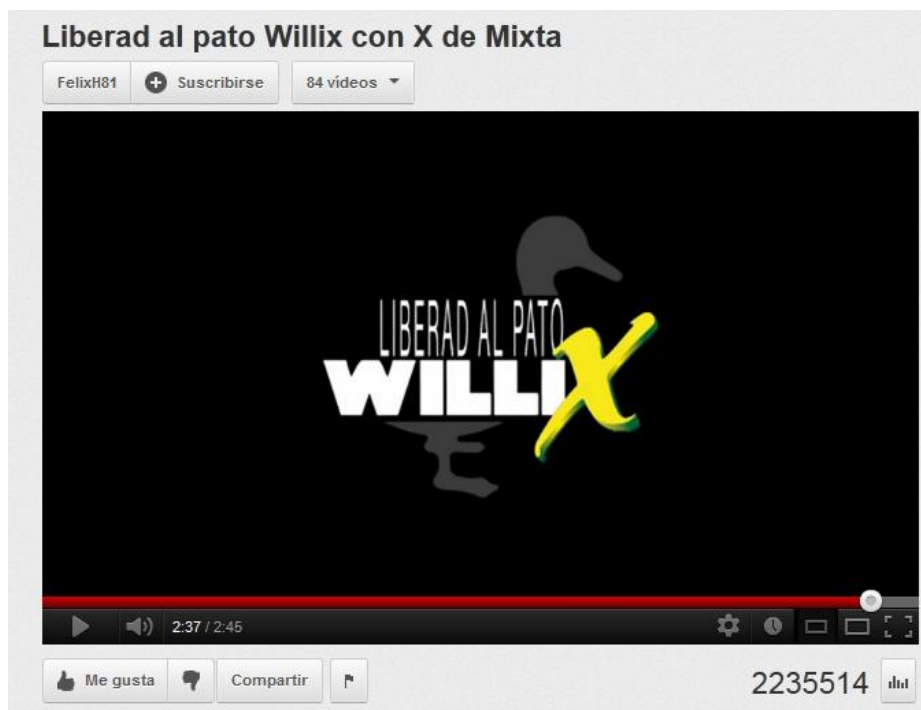 Liberad al pato Willix con X de Mixta
FelixH81 Suscribirse 84 vídeos
LIBERAD AL PATO
WILLIX
2:37 / 2:45
Me gusta Compartir 2235514